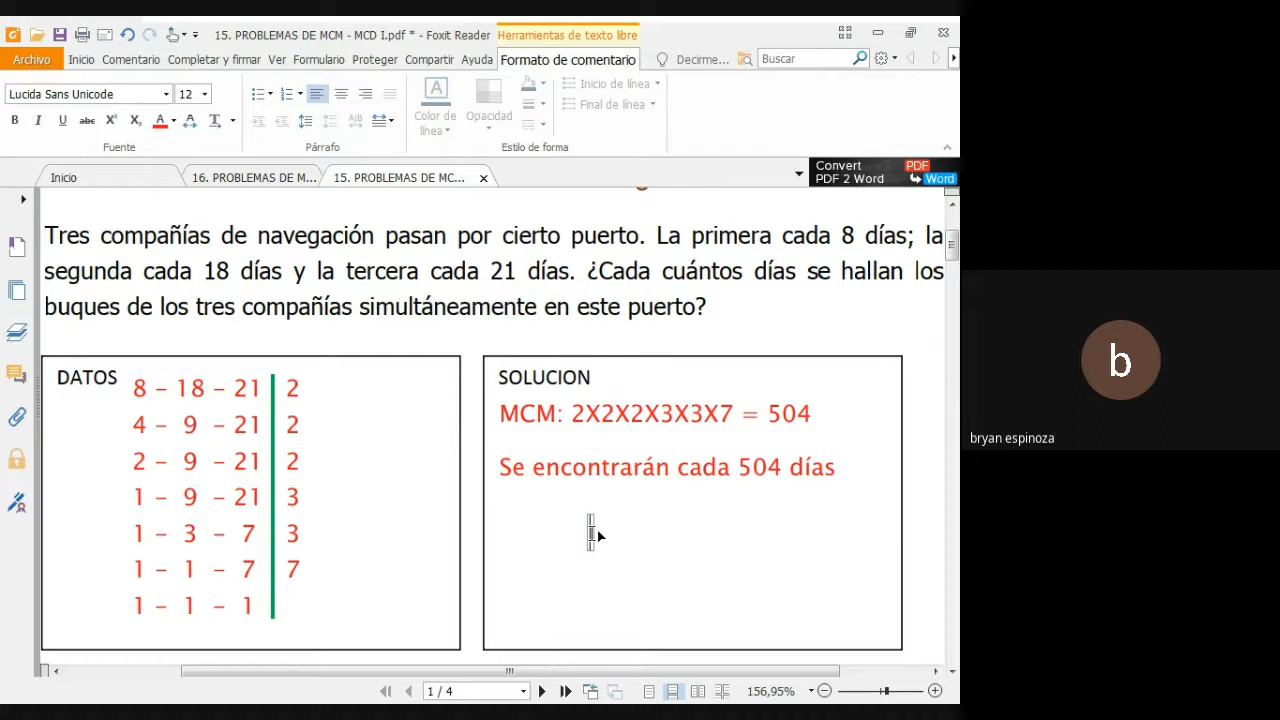 15. PROBLEMAS DE MCM - MCD I.pdf * - Foxit Reader
Herramientas de texto libre
Archivo Inicio Comentario Completar y firma Ver Formulario Proteger Compartir Ayuda Formato de comentario Decirme... Buscar
Lucida Sans Unicode 12
Color de línea
Opacidad
Inicio de línea
Final de línea
Fuente Párrafo Estilo de forma
Inicio 16. PROBLEMAS DE M... 15. PROBLEMAS DE MC...
Convert PDF
PDF 2 Word Word
Tres compañías de navegación pasan por cierto puerto. La primera cada 8 días; la
segunda cada 18 días y la tercera cada 21 días. ¿Cada cuántos días se hallan los
buques de los tres compañías simultáneamente en este puerto?
DATOS
8 – 18 – 21 2
4 – 9 – 21 2
2 – 9 – 21 2
1 – 9 – 21 3
1 – 3 – 7 3
1 – 1 – 7 7
1 – 1 – 1
SOLUCION
MCM: 2X2X2X3X3X7 = 504
Se encontrarán cada 504 días
1 / 4
156,95%
b
bryan espinoza